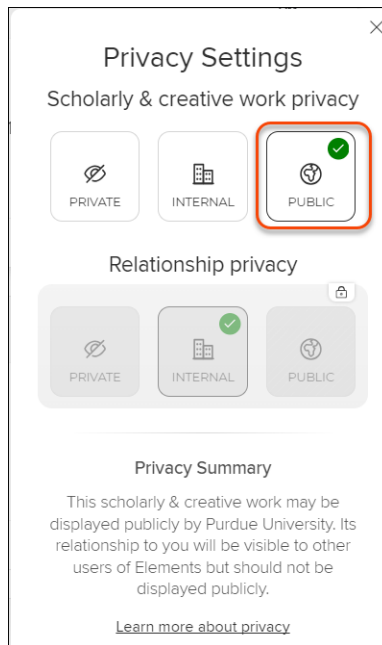 Privacy Settings
Scholarly & creative work privacy
PRIVATE INTERNAL PUBLIC
Relationship privacy
PRIVATE INTERNAL PUBLIC
Privacy Summary
This scholarly & creative work may be
displayed publicly by Purdue University. Its
relationship to you will be visible to other
users of Elements but should not be
displayed publicly.
Learn more about privacy